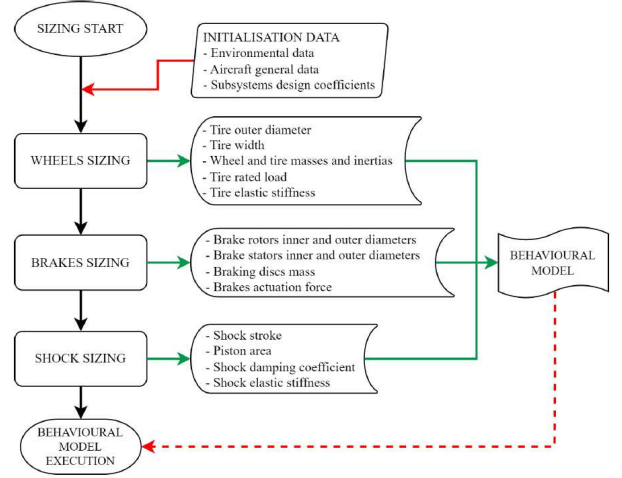 SIZING START
INITIALISATION DATA
- Environmental data
- Aircraft general data
- Subsystems design coefficients
WHEELS SIZING
- Tire outer diameter
- Tire width
- Wheel and tire masses and inertias
- Tire rated load
- Tire elastic stiffness
BRAKES SIZING
- Brake rotors inner and outer diameters
- Brake stators inner and outer diameters
- Braking discs mass
- Brakes actuation force
BEHAVIOURAL
MODEL
SHOCK SIZING
- Shock stroke
- Piston area
- Shock damping coefficient
- Shock elastic stiffness
BEHAVIOURAL
MODEL
EXECUTION